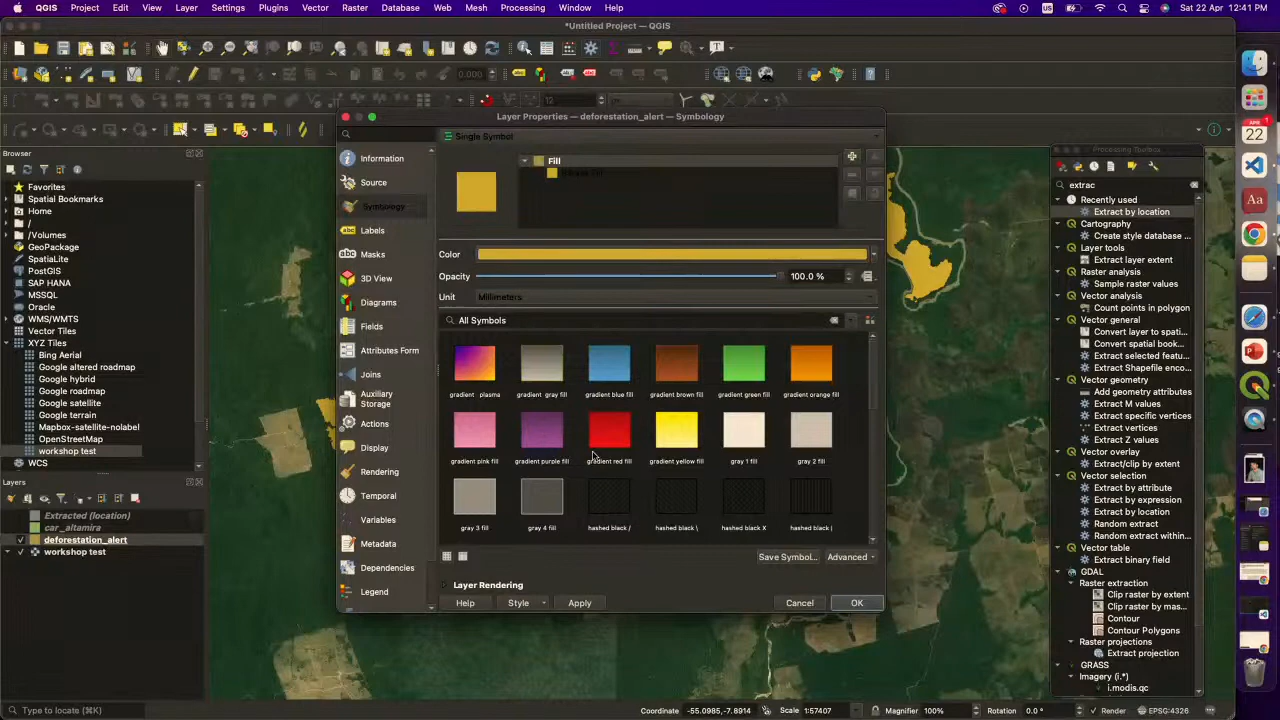 QGIS Project Edit View Layer Settings Plugins Vector Raster Database Web Mesh Processing Window Help
US
Sat 22 Apr 12:41 PM
*Untitled Project — QGIS
0.000
12
Browser
Favorites
Spatial Bookmarks
Home
/
/Volumes
GeoPackage
SpatiaLite
PostGIS
SAP HANA
MSSQL
Oracle
WMS/WMTS
Vector Tiles
XYZ Tiles
Bing Aerial
Google altered roadmap
Google hybrid
Google roadmap
Google satellite
Google terrain
Mapbox-satellite-nolabel
OpenStreetMap
workshop test
WCS
Layers
Extracted (location)
car_altamira
deforestation_alert
workshop test
Layer Properties — deforestation_alert — Symbology
Information
Source
Symbology
Labels
Masks
3D View
Diagrams
Fields
Attributes Form
Joins
Auxiliary
Storage
Actions
Display
Rendering
Temporal
Variables
Metadata
Dependencies
Legend
Single Symbol
Fill
Simple Fill
Color
Opacity
100.0 %
Unit
Millimeters
All Symbols
gradient plasma
gradient gray fill
gradient blue fill
gradient brown fill
gradient green fill
gradient orange fill
gradient pink fill
gradient purple fill
gradient red fill
gradient yellow fill
gray 1 fill
gray 2 fill
gray 3 fill
gray 4 fill
hashed black /
hashed black \
hashed black X
hashed black |
Save Symbol…
Advanced
Layer Rendering
Help
Style
Apply
Cancel
OK
Processing Toolbox
extrac
Recently used
Extract by location
Cartography
Create style database ...
Layer tools
Extract layer extent
Raster analysis
Sample raster values
Vector analysis
Count points in polygon
Vector general
Convert layer to spati...
Convert spatial book...
Extract selected featu...
Extract Shapefile enco...
Vector geometry
Add geometry attributes
Extract M values
Extract specific vertices
Extract vertices
Extract Z values
Vector overlay
Extract/clip by extent
Vector selection
Extract by attribute
Extract by expression
Extract by location
Random extract
Random extract within...
Vector table
Extract binary field
GDAL
Raster extraction
Clip raster by extent
Clip raster by mas...
Contour
Contour Polygons
Raster projections
Extract projection
GRASS
Imagery (i.*)
i.modis.qc
APR
22
1
Aa
Type to locate (⌘K)
Coordinate -55.0985,-7.8914
Scale 1:57407
Magnifier 100%
Rotation 0.0 °
Render
EPSG:4326